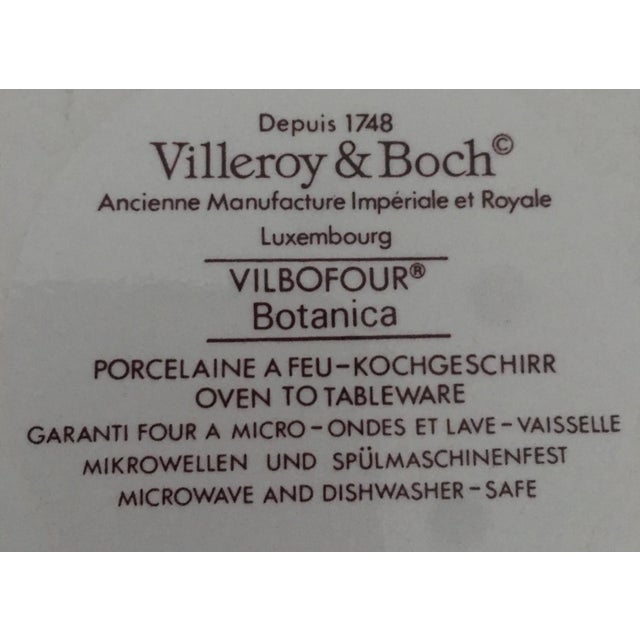 Depuis 1748
Villeroy & Boch©
Ancienne Manufacture Impériale et Royale
Luxembourg
VILBOFOUR®
Botanica
PORCELAINE A FEU-KOCHGESCHIRR
OVEN TO TABLEWARE
GARANTI FOUR A MICRO-ONDES ET LAVE-VAISSELLE
MIKROWELLEN UND SPÜLMASCHINENFEST
MICROWAVE AND DISHWASHER-SAFE